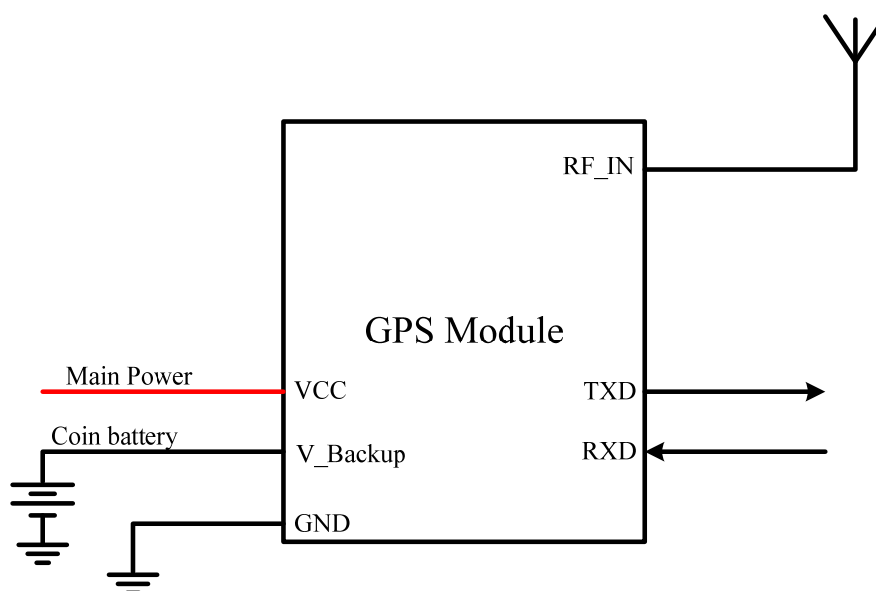 RF_IN
GPS Module
Main Power
VCC
TXD
Coin battery
V_Backup
RXD
GND